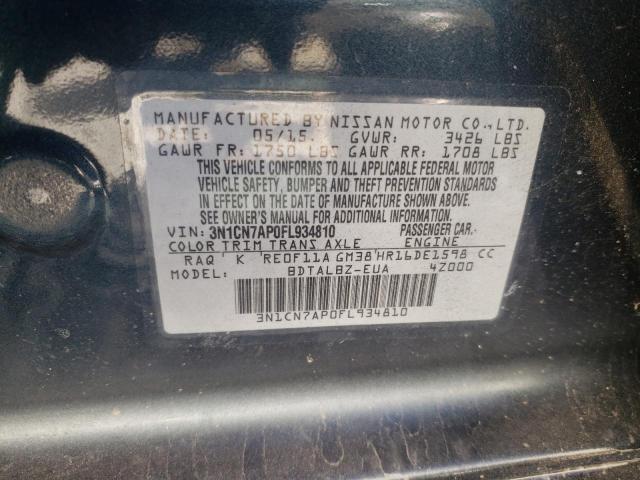 MANUFACTURED BY NISSAN MOTOR CO.,LTD.
DATE: 05/15. GVWR: 3426 LBS
GAWR FR: 1750 LBS GAWR RR: 1708 LBS
THIS VEHICLE CONFORMS TO ALL APPLICABLE FEDERAL MOTOR
VEHICLE SAFETY, BUMPER AND THEFT PREVENTION STANDARDS
IN EFFECT ON THE DATE OF MANUFACTURE SHOWN ABOVE.
SEE OWNER'S MANUAL FOR ADDITIONAL INFORMATION.
VIN: 3N1CN7AP0FL934810 PASSENGER CAR.
COLOR TRIM TRANS AXLE ENGINE
RAQ K RE0F11A GM38 HR16DE1598 CC
MODEL: BDTALBZ-EUA 4Z000
3N1CN7AP0FL934810